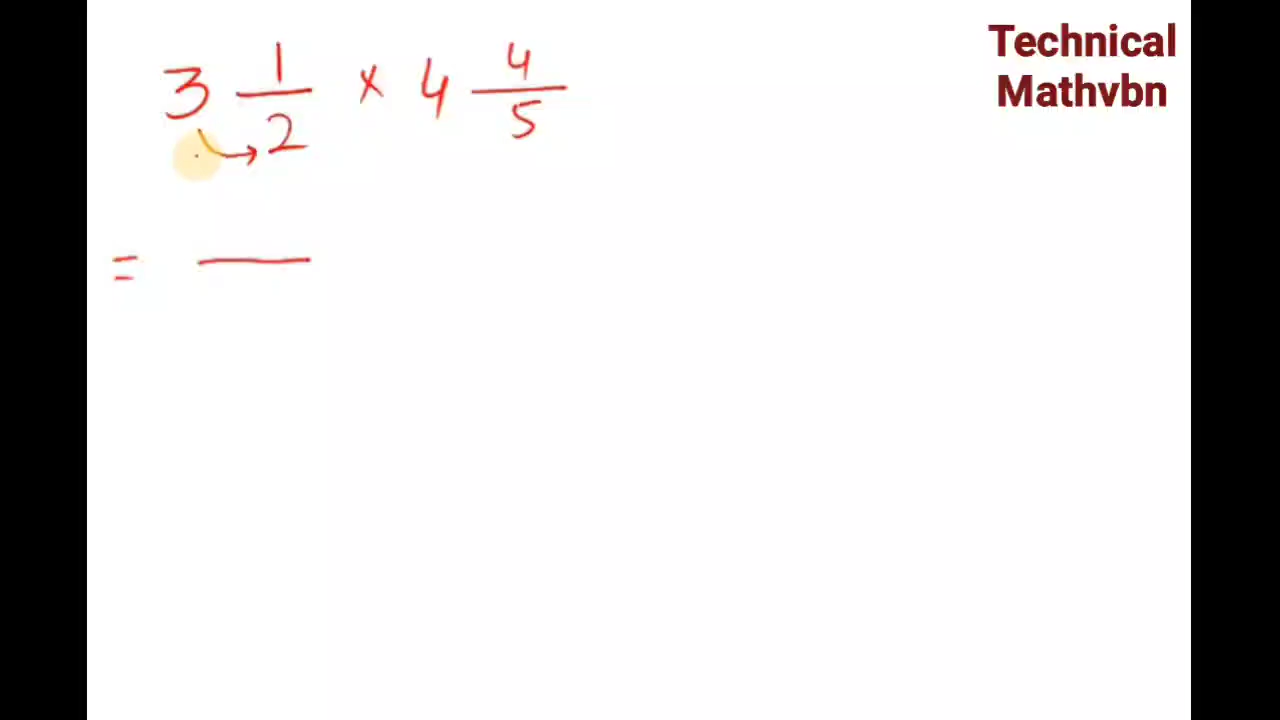 Technical
Mathvbn
3 1/2 × 4 4/5
=